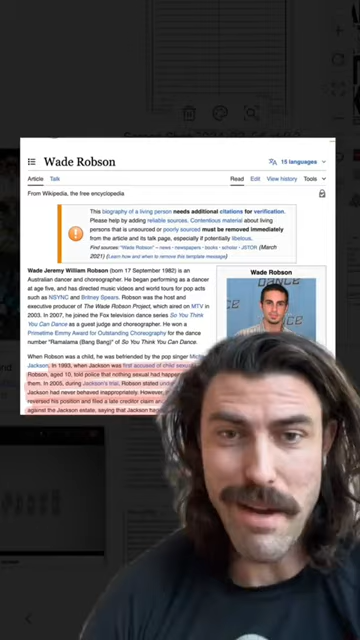 Wade Robson
15 languages
Article Talk Read Edit View history Tools
From Wikipedia, the free encyclopedia
This biography of a living person needs additional citations for verification.
Please help by adding reliable sources. Contentious material about living
persons that is unsourced or poorly sourced must be removed immediately
from the article and its talk page, especially if potentially libelous.
Find sources: "Wade Robson" – news · newspapers · books · scholar · JSTOR (March
2021) (Learn how and when to remove this template message)
Wade Jeremy William Robson (born 17 September 1982) is an
Australian dancer and choreographer. He began performing as a dancer
at age five, and has directed music videos and world tours for pop acts
such as NSYNC and Britney Spears. Robson was the host and
executive producer of The Wade Robson Project, which aired on MTV in
2003. In 2007, he joined the Fox television dance series So You Think
You Can Dance as a guest judge and choreographer. He won a
Primetime Emmy Award for Outstanding Choreography for the dance
number "Ramalama (Bang Bang)" of So You Think You Can Dance.
Wade Robson
DANCE
When Robson was a child, he was befriended by the pop singer
Jackson. In 1993, when Jackson was first accused of child
Robson, aged 10, told police that nothing sexual had
them. In 2005, during Jackson's trial, Robson stated
Jackson had never behaved inappropriately. However,
reversed his position and filed a late creditor claim
against the Jackson estate, saying that Jackson